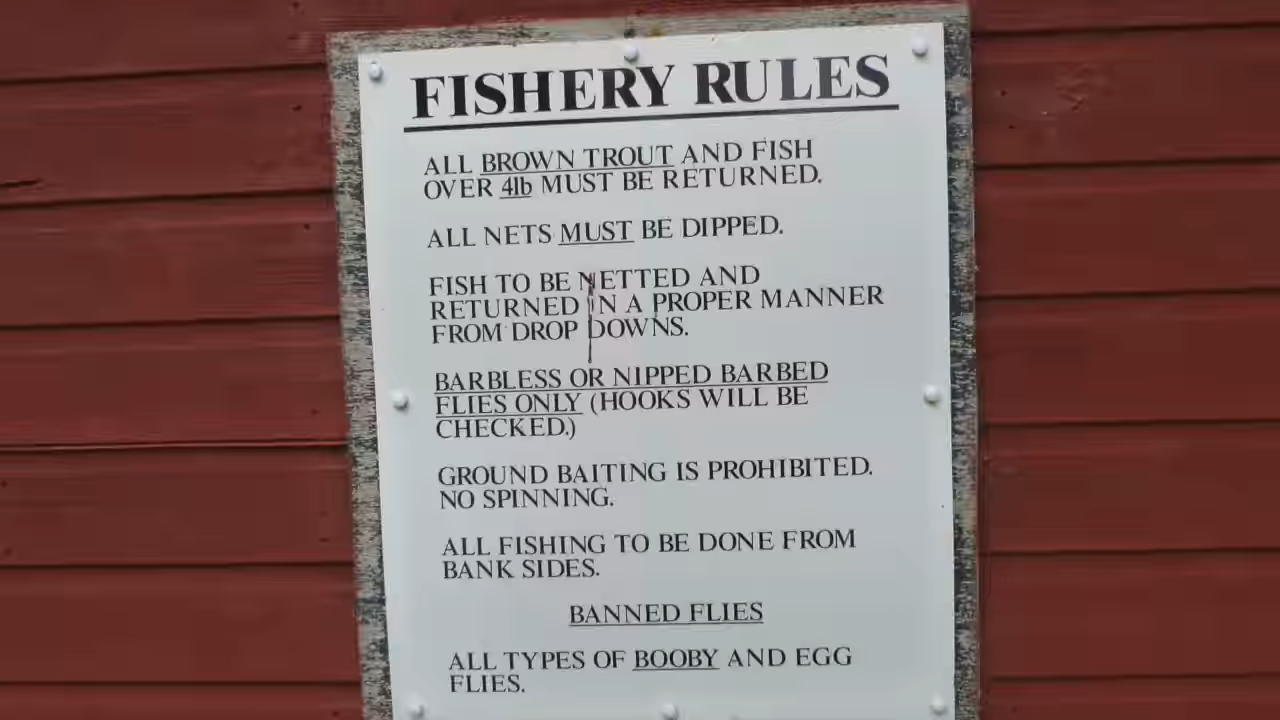 FISHERY RULES
ALL BROWN TROUT AND FISH
OVER 4lb MUST BE RETURNED.
ALL NETS MUST BE DIPPED.
FISH TO BE NETTED AND
RETURNED IN A PROPER MANNER
FROM DROP DOWNS.
BARBLESS OR NIPPED BARBED
FLIES ONLY (HOOKS WILL BE
CHECKED.)
GROUND BAITING IS PROHIBITED.
NO SPINNING.
ALL FISHING TO BE DONE FROM
BANK SIDES.
BANNED FLIES
ALL TYPES OF BOOBY AND EGG
FLIES.